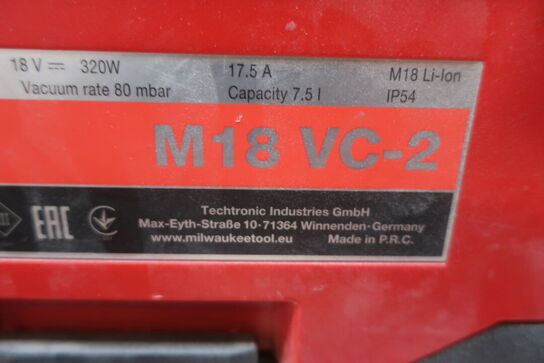 18 V ⎓ 320W 17.5 A M18 Li-Ion
Vacuum rate 80 mbar Capacity 7.5 l IP54
M18 VC-2
EAC
Techtronic Industries GmbH
Max-Eyth-Straße 10-71364 Winnenden-Germany
www.milwaukeetool.eu Made in P.R.C.